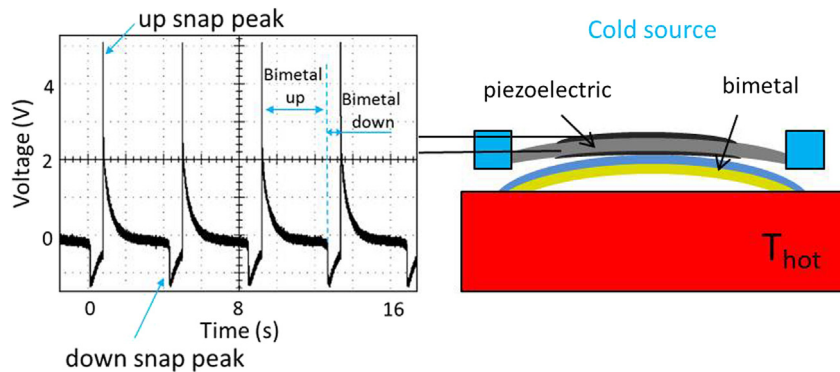 up snap peak
Cold source
4
2
0
Voltage (V)
Bimetal
up
Bimetal
down
piezoelectric
bimetal
T hot
0
8
16
Time (s)
down snap peak